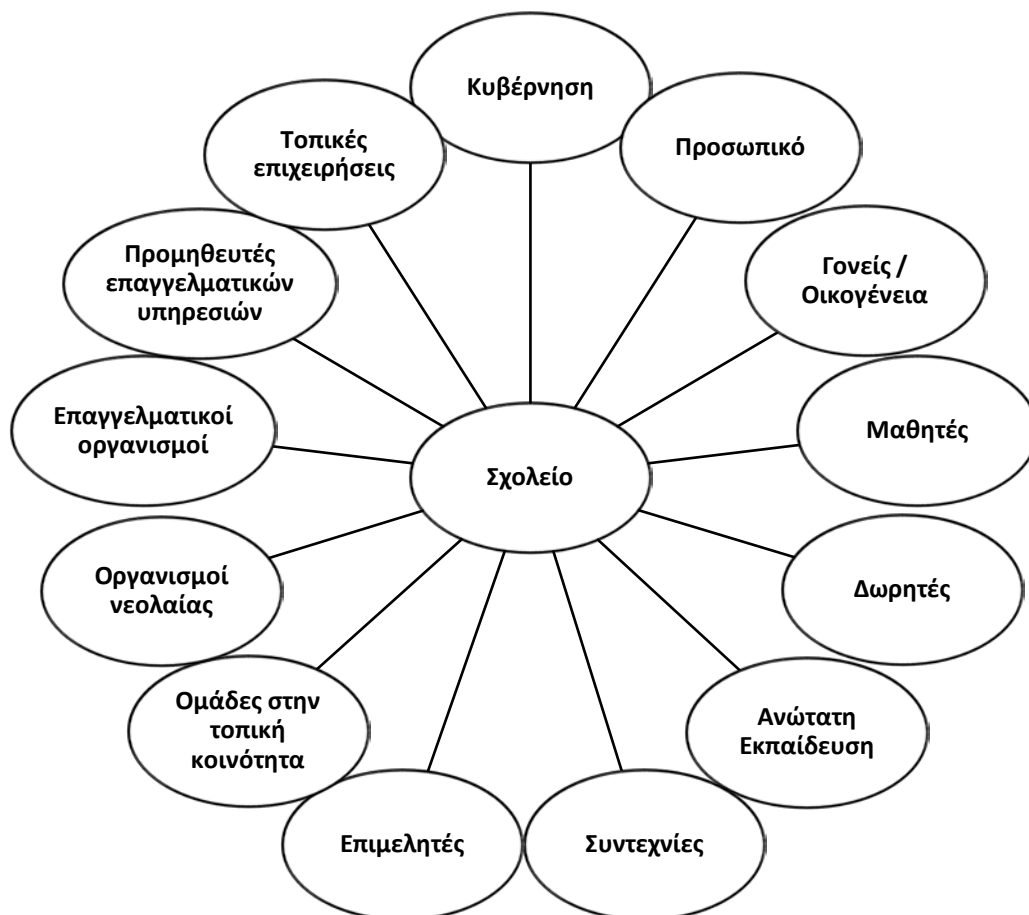 Κυβέρνηση
Προσωπικό
Γονείς /
Οικογένεια
Μαθητές
Δωρητές
Ανώτατη
Εκπαίδευση
Συντεχνίες
Επιμελητές
Ομάδες στην
τοπική
κοινότητα
Οργανισμοί
νεολαίας
Επαγγελματικοί
οργανισμοί
Προμηθευτές
επαγγελματικών
υπηρεσιών
Τοπικές
επιχειρήσεις
Σχολείο